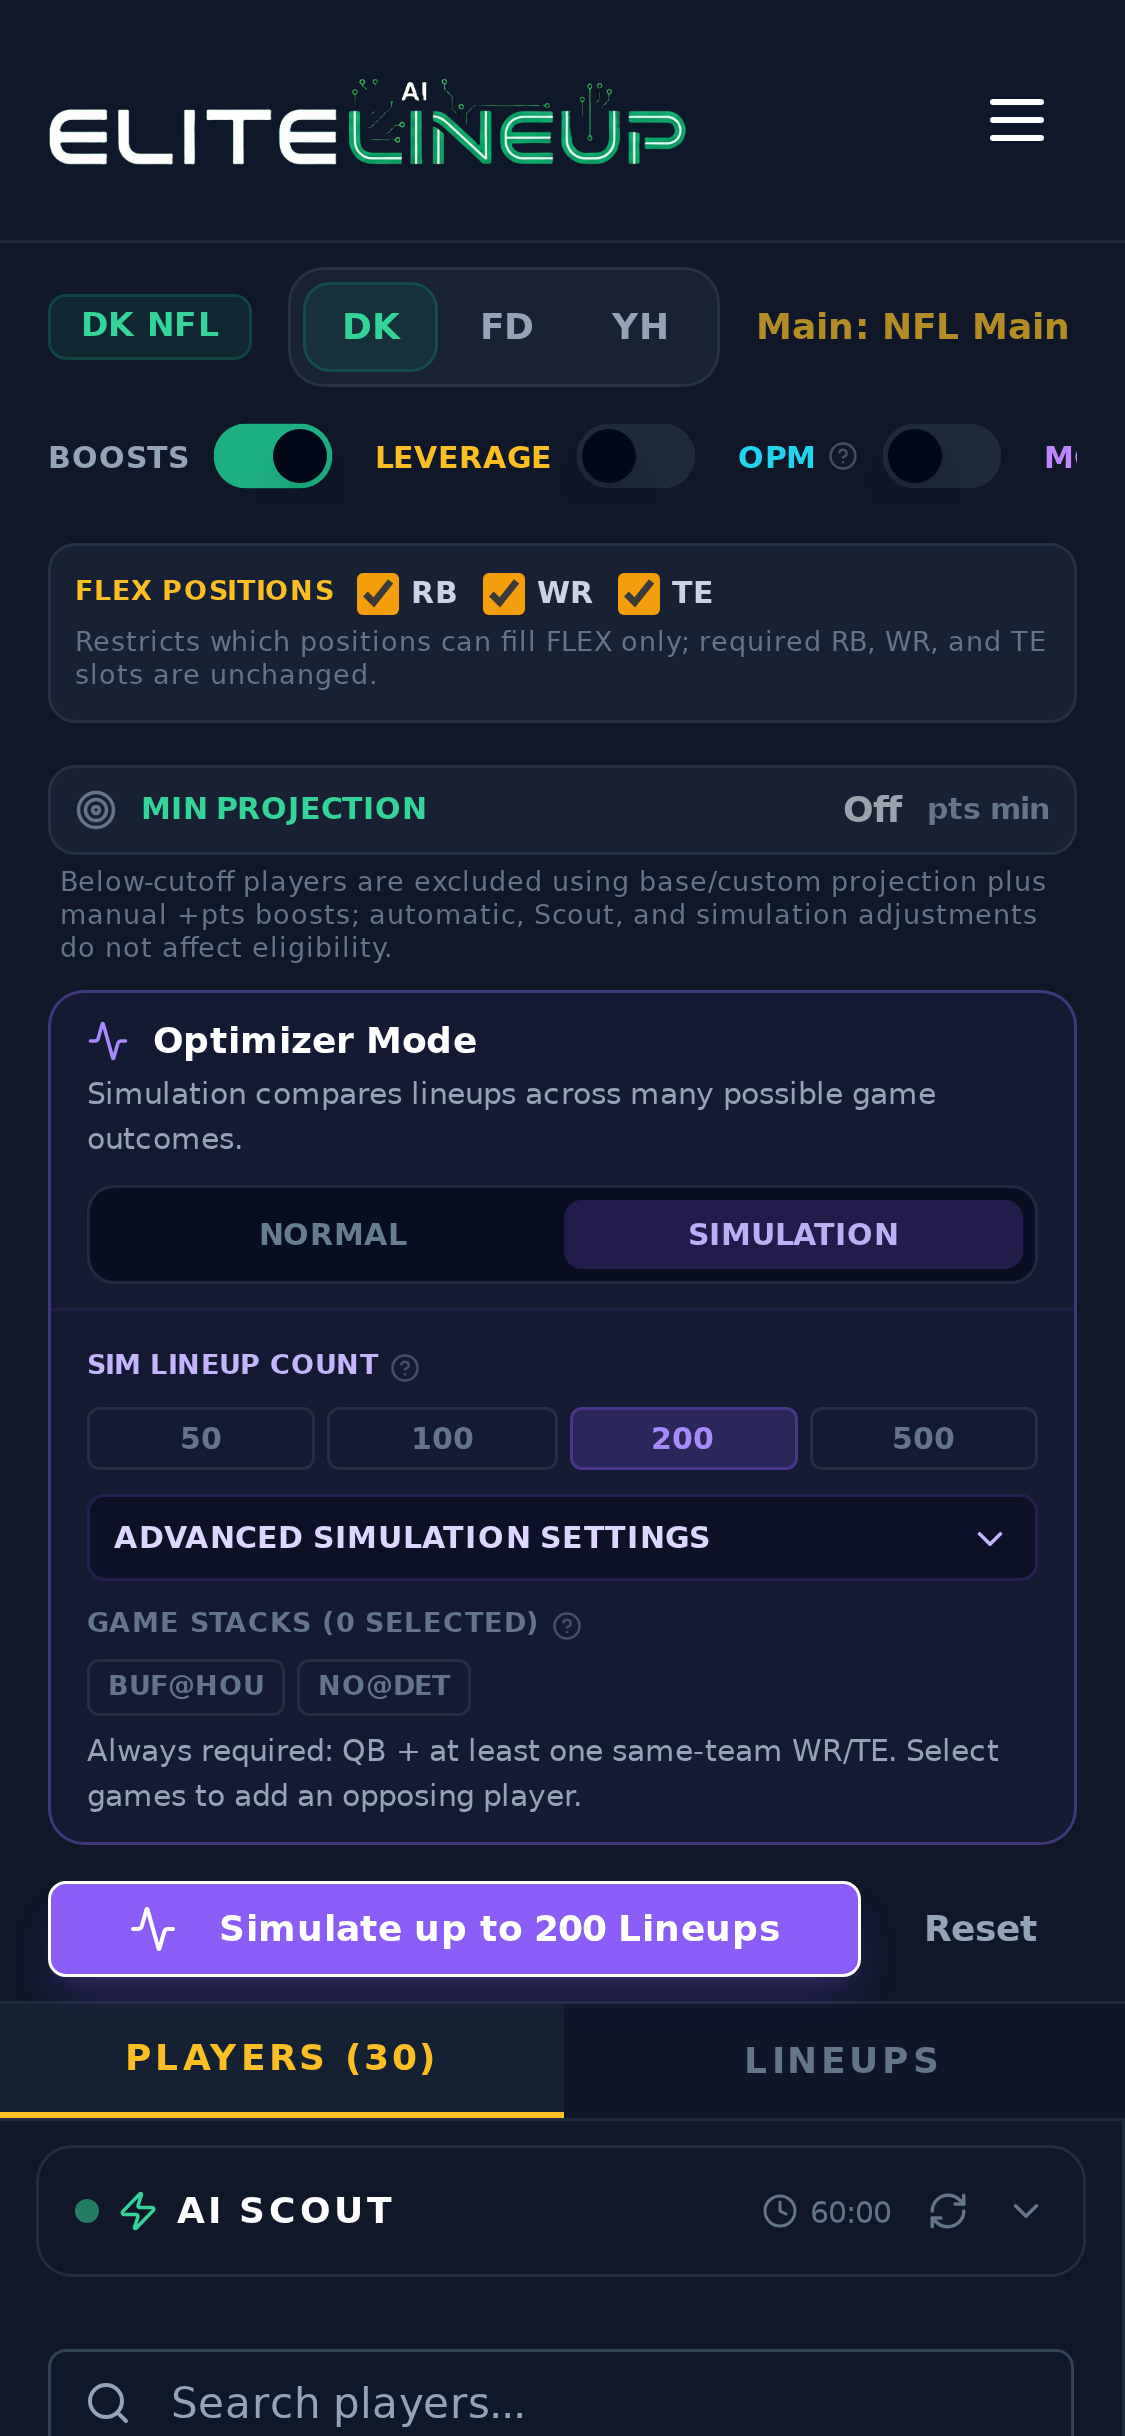 ELITELINEUP AI
DK NFL DK FD YH Main: NFL Main
BOOSTS LEVERAGE OPM
FLEX POSITIONS RB WR TE
Restricts which positions can fill FLEX only; required RB, WR, and TE
slots are unchanged.
MIN PROJECTION Off pts min
Below-cutoff players are excluded using base/custom projection plus
manual +pts boosts; automatic, Scout, and simulation adjustments
do not affect eligibility.
Optimizer Mode
Simulation compares lineups across many possible game
outcomes.
NORMAL SIMULATION
SIM LINEUP COUNT
50 100 200 500
ADVANCED SIMULATION SETTINGS
GAME STACKS (0 SELECTED)
BUF@HOU NO@DET
Always required: QB + at least one same-team WR/TE. Select
games to add an opposing player.
Simulate up to 200 Lineups Reset
PLAYERS (30) LINEUPS
AI SCOUT 60:00
Search players...